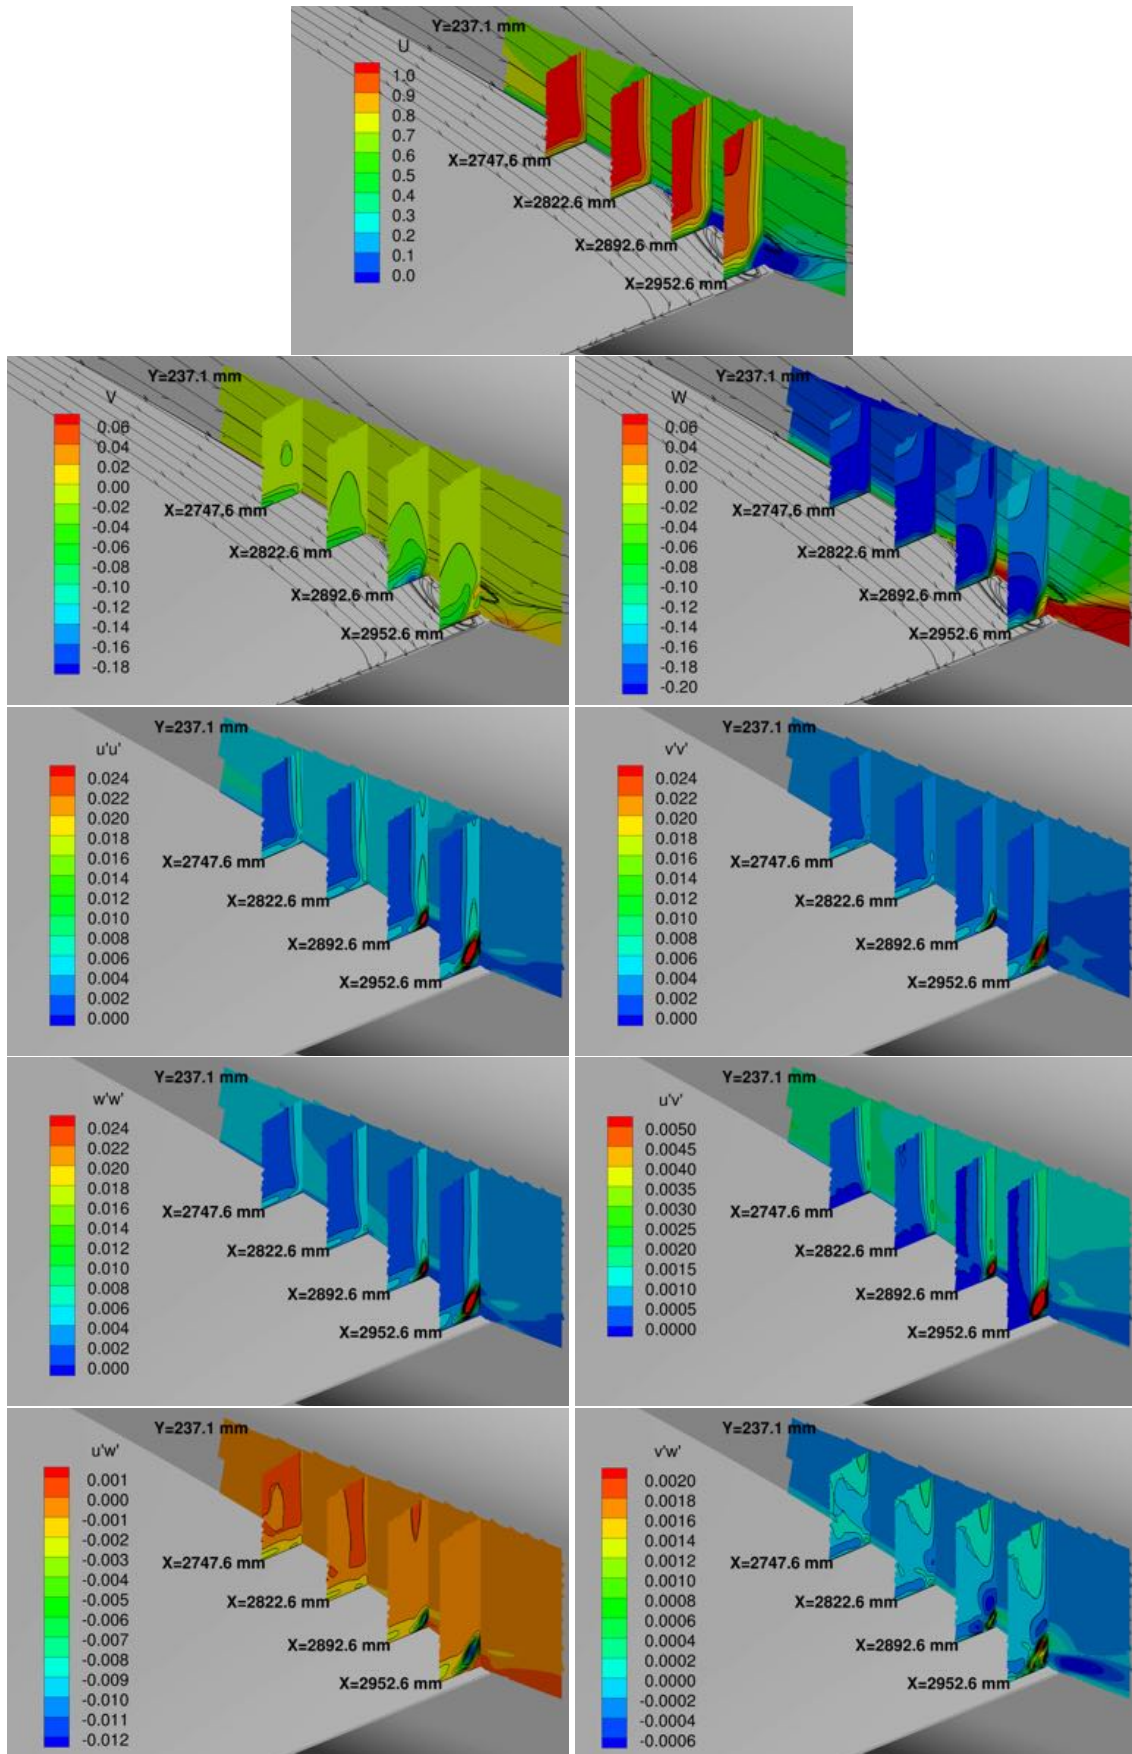 Y=237.1 mm
U
1.0
0.9
0.8
0.7
0.6
0.5
0.4
0.3
0.2
0.1
0.0
X=2747.6 mm
X=2822.6 mm
X=2892.6 mm
X=2952.6 mm
Y=237.1 mm
V
0.06
0.04
0.02
0.00
-0.02
-0.04
-0.06
-0.08
-0.10
-0.12
-0.14
-0.16
-0.18
X=2747.6 mm
X=2822.6 mm
X=2892.6 mm
X=2952.6 mm
Y=237.1 mm
W
0.06
0.04
0.02
0.00
-0.02
-0.04
-0.06
-0.08
-0.10
-0.12
-0.14
-0.16
-0.18
-0.20
X=2747.6 mm
X=2822.6 mm
X=2892.6 mm
X=2952.6 mm
Y=237.1 mm
u'u'
0.024
0.022
0.020
0.018
0.016
0.014
0.012
0.010
0.008
0.006
0.004
0.002
0.000
X=2747.6 mm
X=2822.6 mm
X=2892.6 mm
X=2952.6 mm
Y=237.1 mm
v'v'
0.024
0.022
0.020
0.018
0.016
0.014
0.012
0.010
0.008
0.006
0.004
0.002
0.000
X=2747.6 mm
X=2822.6 mm
X=2892.6 mm
X=2952.6 mm
Y=237.1 mm
w'w'
0.024
0.022
0.020
0.018
0.016
0.014
0.012
0.010
0.008
0.006
0.004
0.002
0.000
X=2747.6 mm
X=2822.6 mm
X=2892.6 mm
X=2952.6 mm
Y=237.1 mm
u'v'
0.0050
0.0045
0.0040
0.0035
0.0030
0.0025
0.0020
0.0015
0.0010
0.0005
0.0000
X=2747.6 mm
X=2822.6 mm
X=2892.6 mm
X=2952.6 mm
Y=237.1 mm
u'w'
0.001
0.000
-0.001
-0.002
-0.003
-0.004
-0.005
-0.006
-0.007
-0.008
-0.009
-0.010
-0.011
-0.012
X=2747.6 mm
X=2822.6 mm
X=2892.6 mm
X=2952.6 mm
Y=237.1 mm
v'w'
0.0020
0.0018
0.0016
0.0014
0.0012
0.0010
0.0008
0.0006
0.0004
0.0002
0.0000
-0.0002
-0.0004
-0.0006
X=2747.6 mm
X=2822.6 mm
X=2892.6 mm
X=2952.6 mm